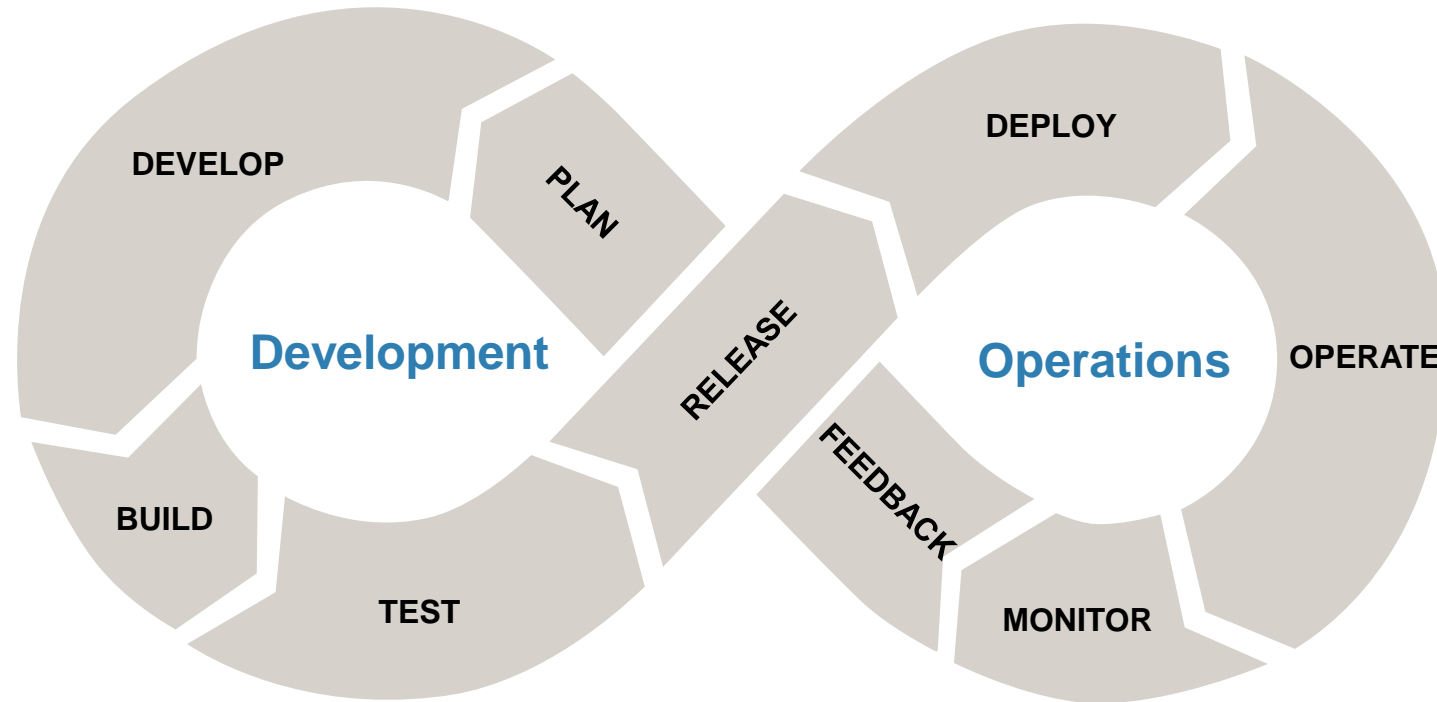 DEVELOP
PLAN
Development
BUILD
TEST
RELEASE
DEPLOY
Operations
OPERATE
FEEDBACK
MONITOR